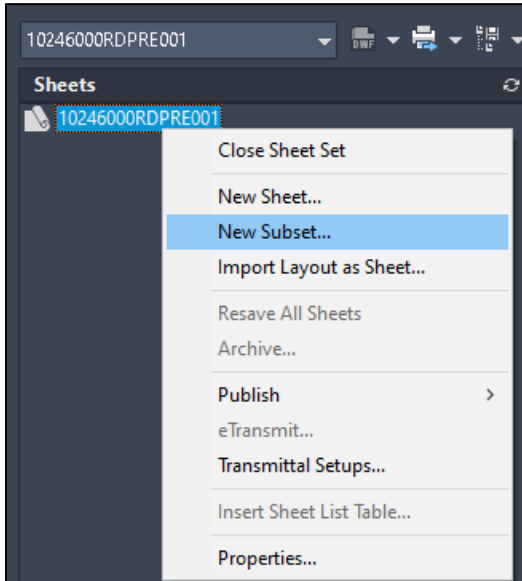 10246000RDPRE001
DWF
Sheets
10246000RDPRE001
Close Sheet Set
New Sheet...
New Subset...
Import Layout as Sheet...
Resave All Sheets
Archive...
Publish
eTransmit...
Transmittal Setups...
Insert Sheet List Table...
Properties...